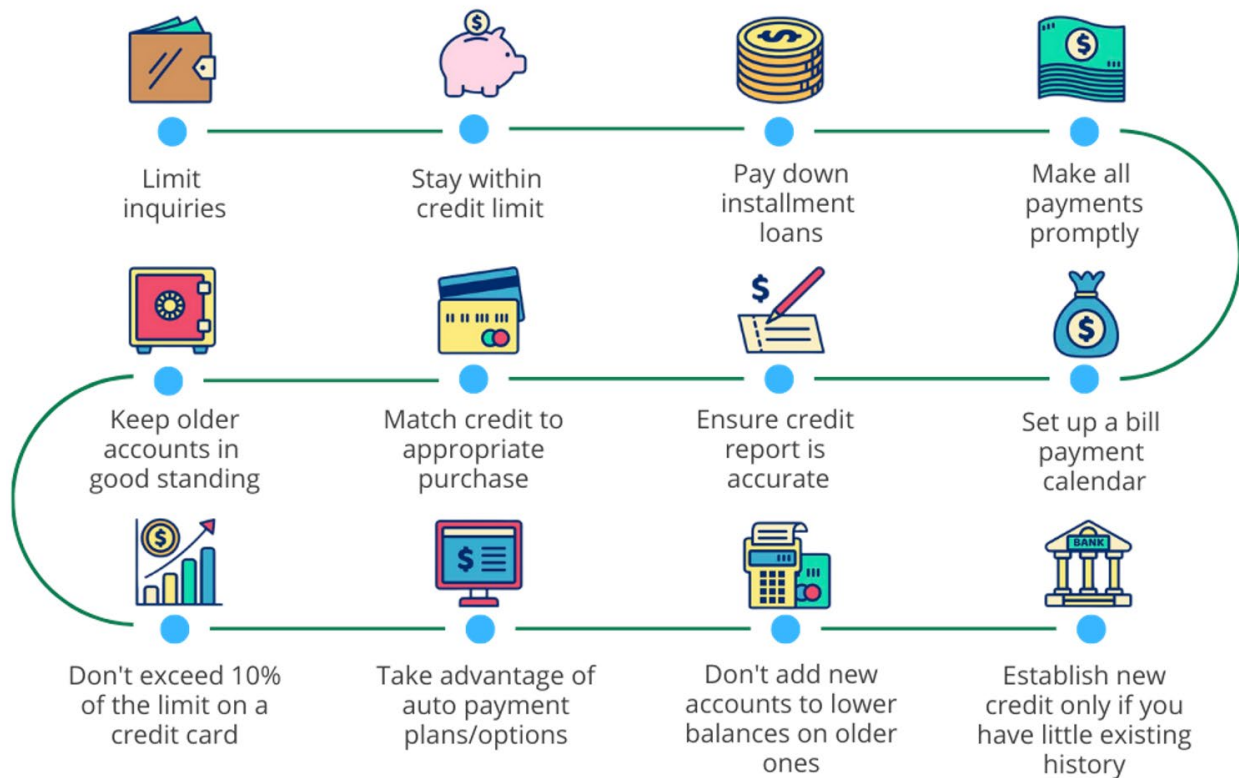 Limit
inquiries
Stay within
credit limit
Pay down
installment
loans
Make all
payments
promptly
Keep older
accounts in
good standing
Match credit to
appropriate
purchase
Ensure credit
report is
accurate
Set up a bill
payment
calendar
BANK
Don't exceed 10%
of the limit on a
credit card
Take advantage of
auto payment
plans/options
Don't add new
accounts to lower
balances on older
ones
Establish new
credit only if you
have little existing
history